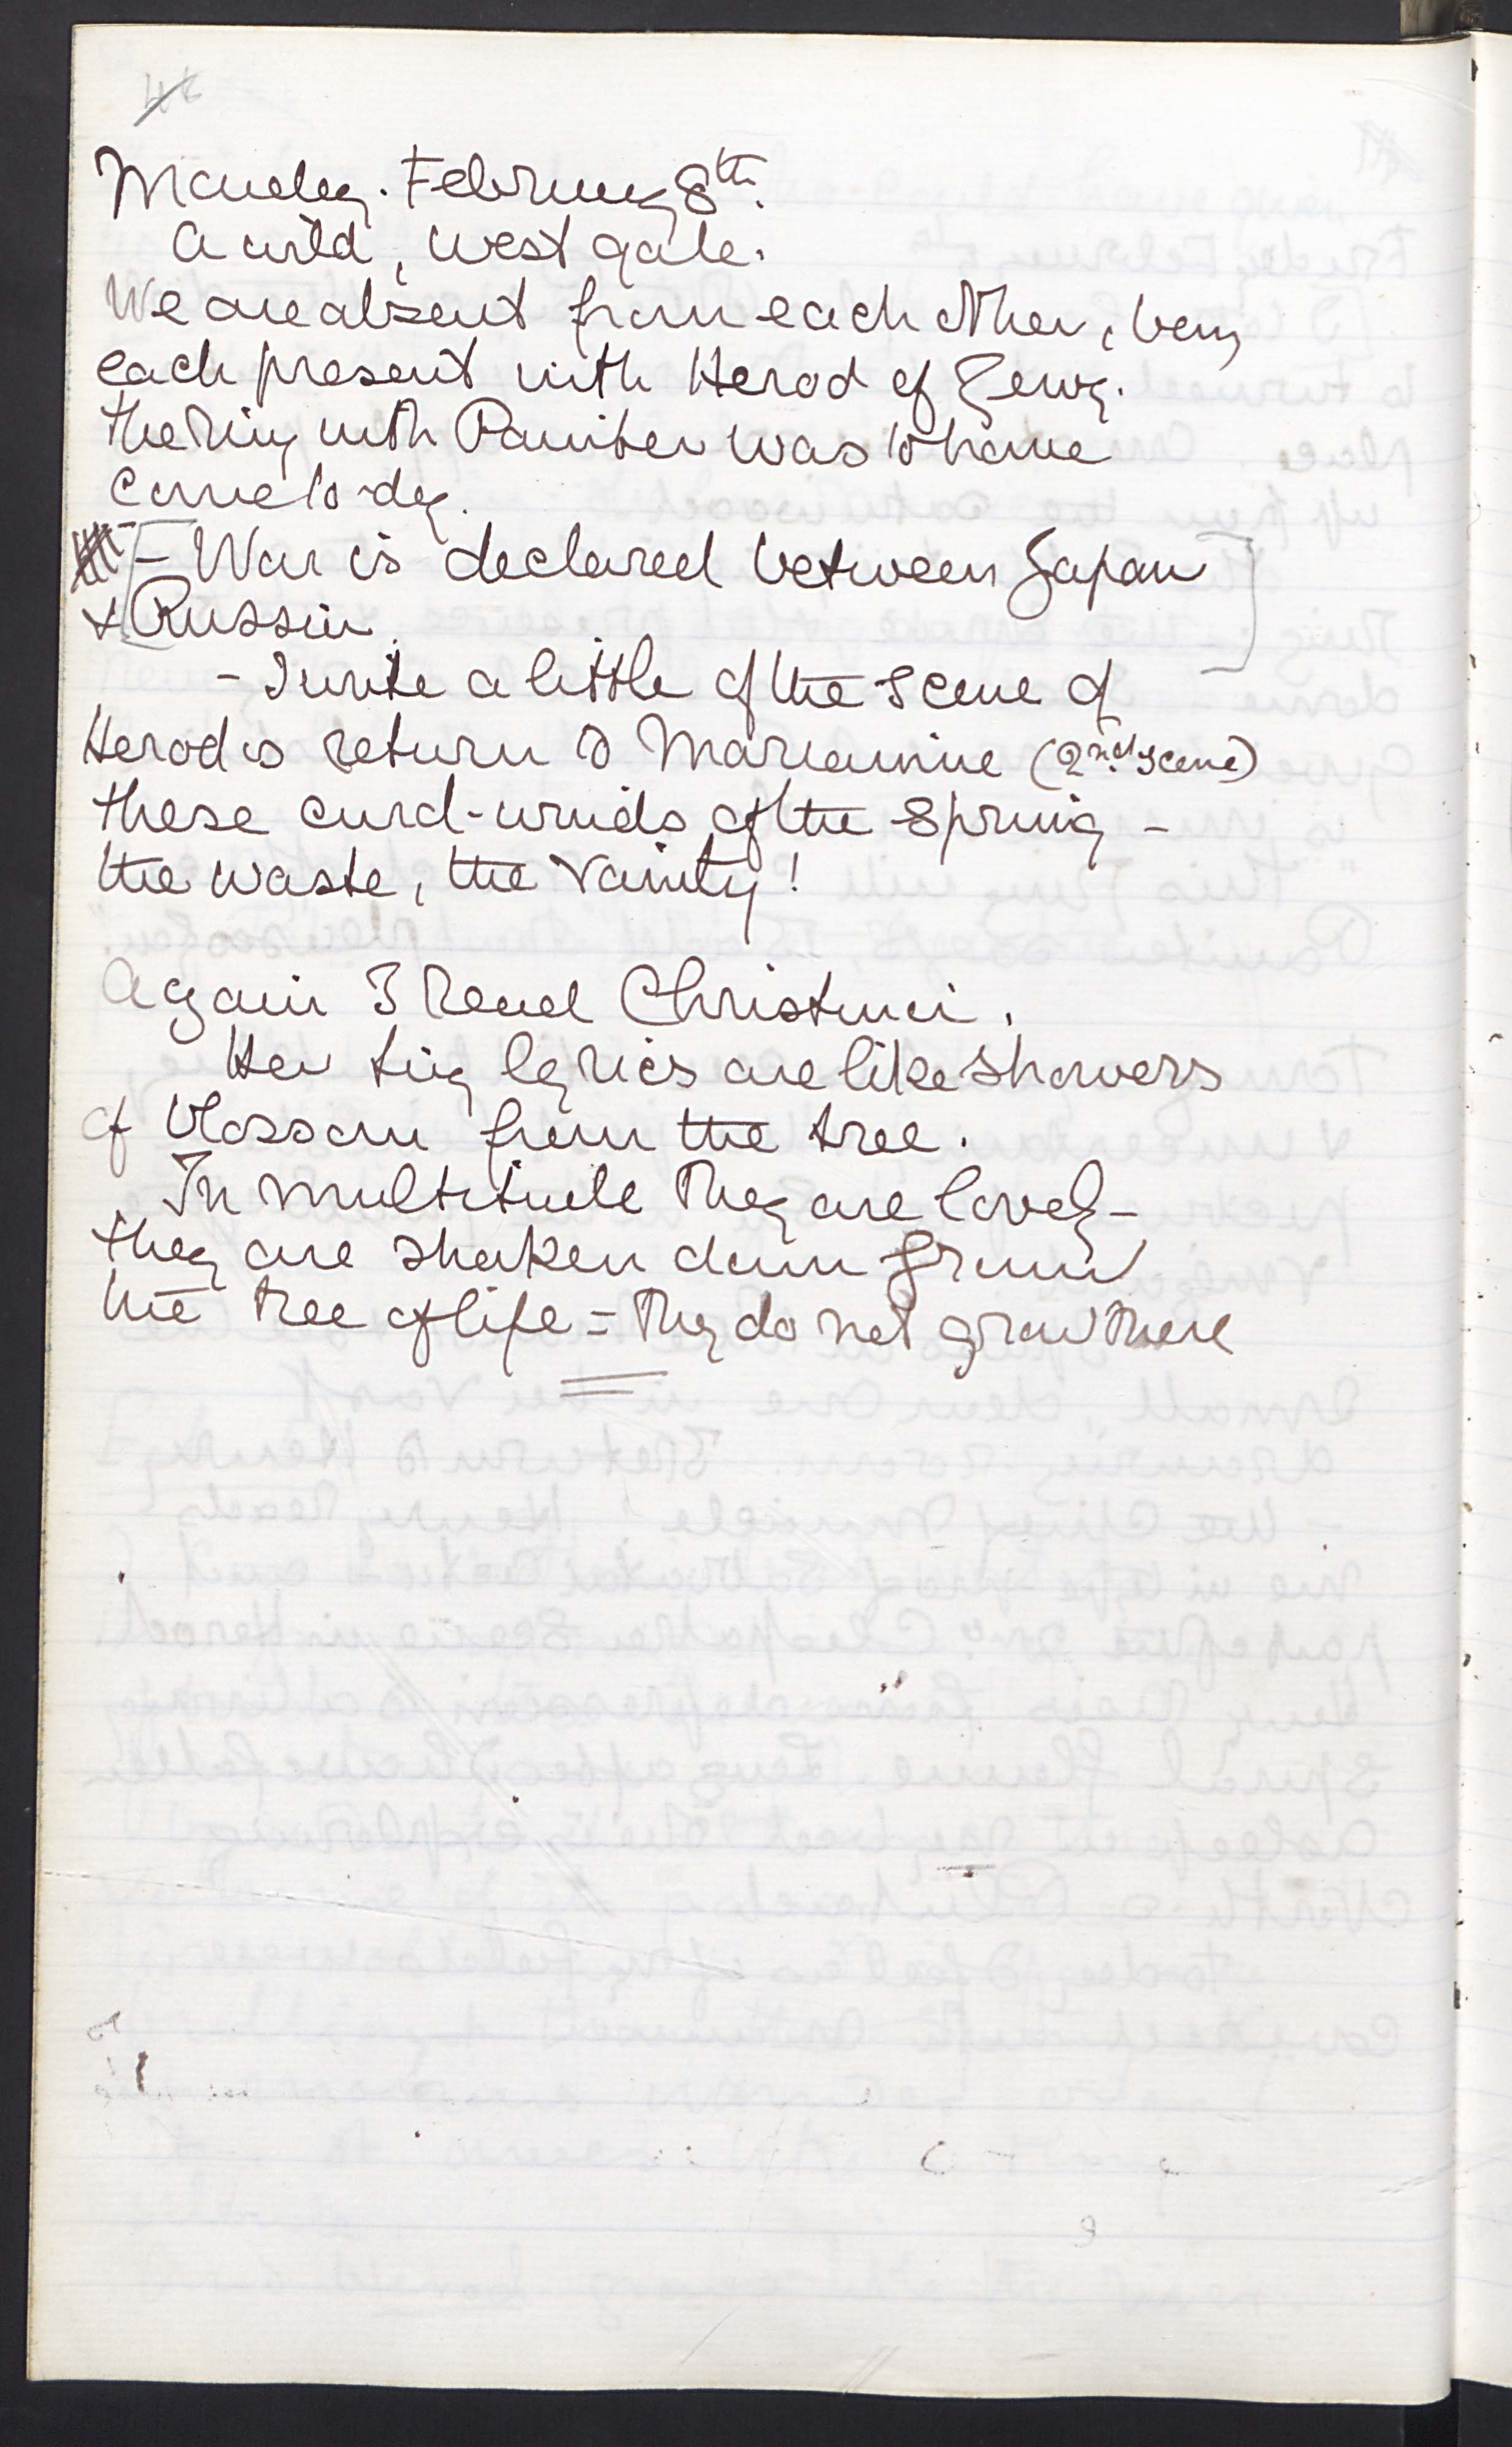 Monday. February 8th.
A wild, west gale.
We are absent from each other, being
each present with Herod of Jewry.
The ring with Painter was to have
come to-day.
[- War is declared between Japan
& Russia.]
- I write a little of the scene of
Herod's return to Mariamne (2nd scene)
These curd-winds of the Spring -
the waste, the vanity!
Again I read Christina.
Her tiny lyrics are like showers
of blossom from the tree.
In multitude they are lovely -
they are shaken down from
the tree of life - They do not grow there